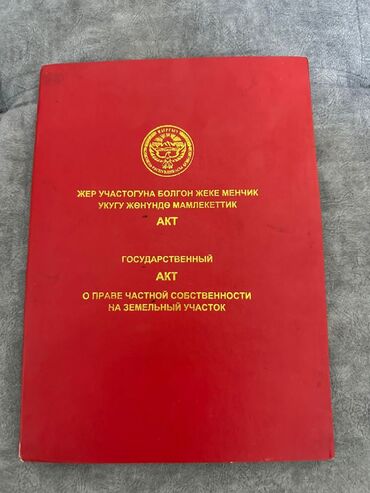 ЖЕР УЧАСТОГУНА БОЛГОН ЖЕКЕ МЕНЧИК
УКУГУ ЖӨНҮНДӨ МАМЛЕКЕТТИК
АКТ
ГОСУДАРСТВЕННЫЙ
АКТ
О ПРАВЕ ЧАСТНОЙ СОБСТВЕННОСТИ
НА ЗЕМЕЛЬНЫЙ УЧАСТОК